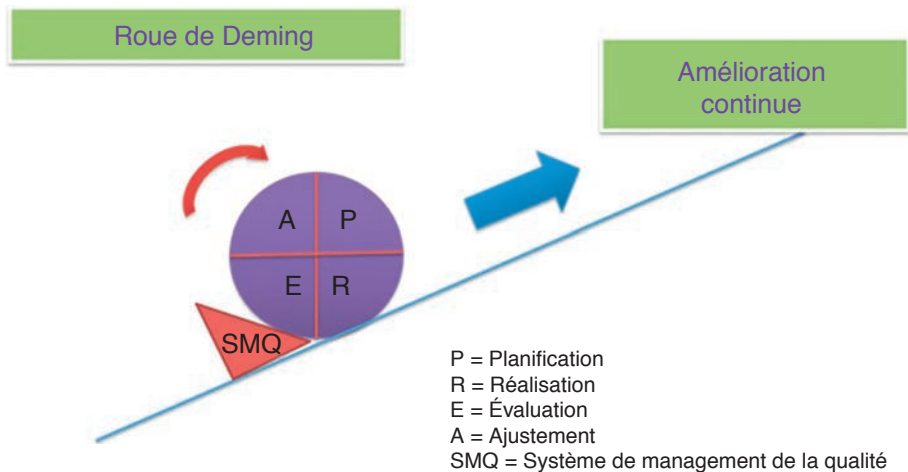 Roue de Deming
Amélioration
continue
A
P
E
R
SMQ
P = Planification
R = Réalisation
E = Évaluation
A = Ajustement
SMQ = Système de management de la qualité